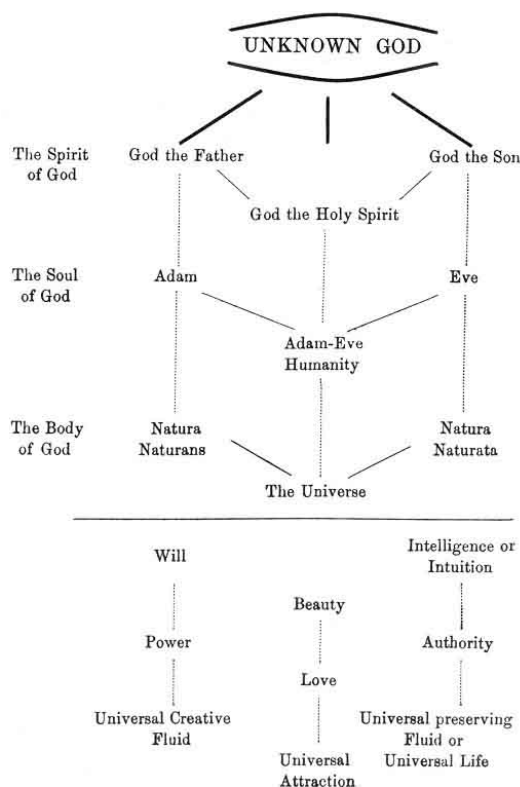 UNKNOWN GOD
The Spirit
of God
God the Father
God the Son
God the Holy Spirit
The Soul
of God
Adam
Eve
Adam-Eve
Humanity
The Body
of God
Natura
Naturans
Natura
Naturata
The Universe
Will
Intelligence or
Intuition
Beauty
Power
Authority
Love
Universal Creative
Fluid
Universal preserving
Fluid or
Universal Life
Universal
Attraction